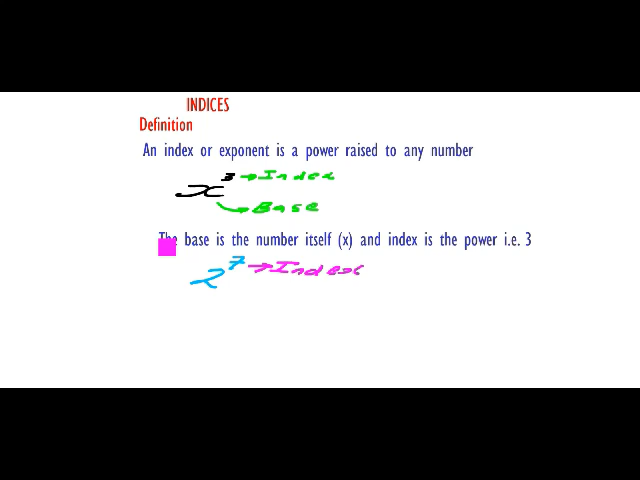 INDICES
Definition
An index or exponent is a power raised to any number
x³ → Index
→ Base
The base is the number itself (x) and index is the power i.e. 3
2⁷ → Index